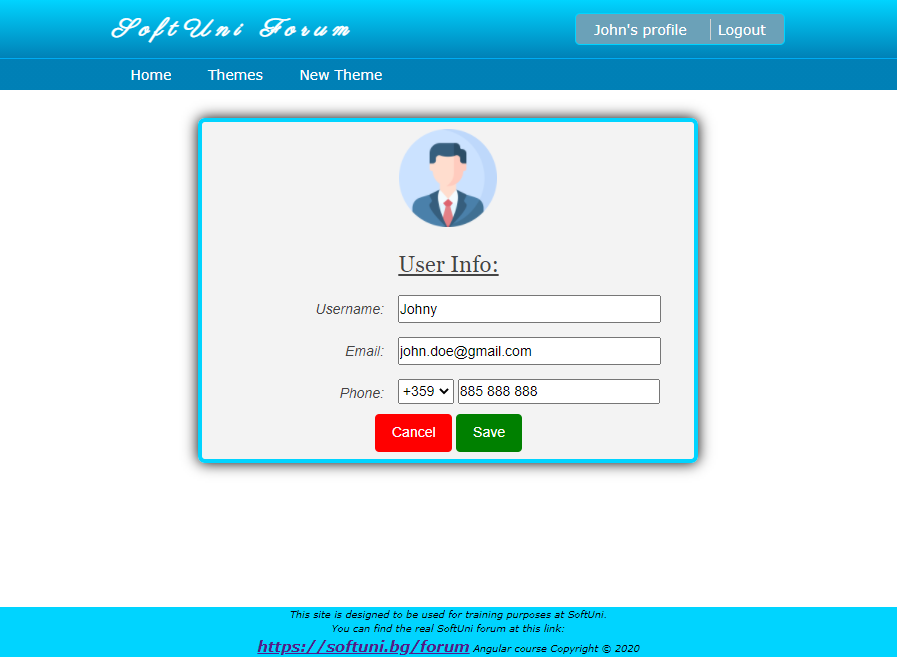 SoftUni Forum
John's profile Logout
Home Themes New Theme
User Info:
Username: Johny
Email: john.doe@gmail.com
Phone: +359 885 888 888
Cancel Save
This site is designed to be used for training purposes at SoftUni.
You can find the real SoftUni forum at this link:
https://softuni.bg/forum Angular course Copyright © 2020